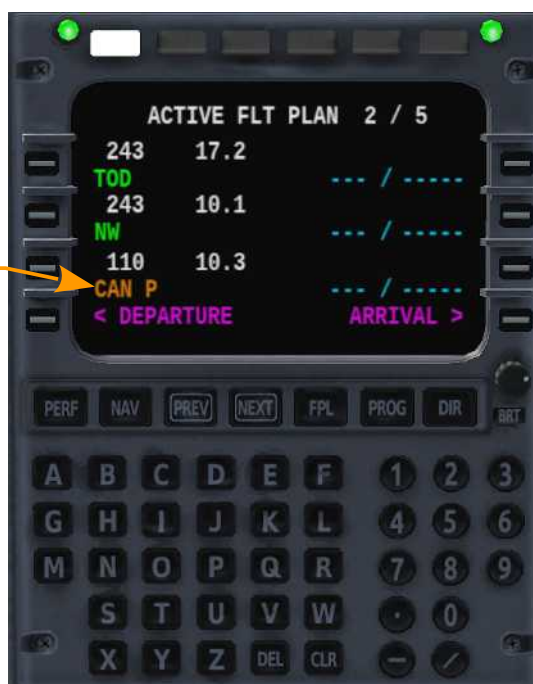 ACTIVE FLT PLAN 2 / 5
243 17.2
TOD --- / -----
243 10.1
NW --- / -----
110 10.3
CAN P --- / -----
< DEPARTURE ARRIVAL >
PERF NAV PREV NEXT FPL PROG DIR BRT
A B C D E F 1 2 3
G H I J K L 4 5 6
M N O P Q R 7 8 9
S T U V W · 0
X Y Z DEL CLR - /